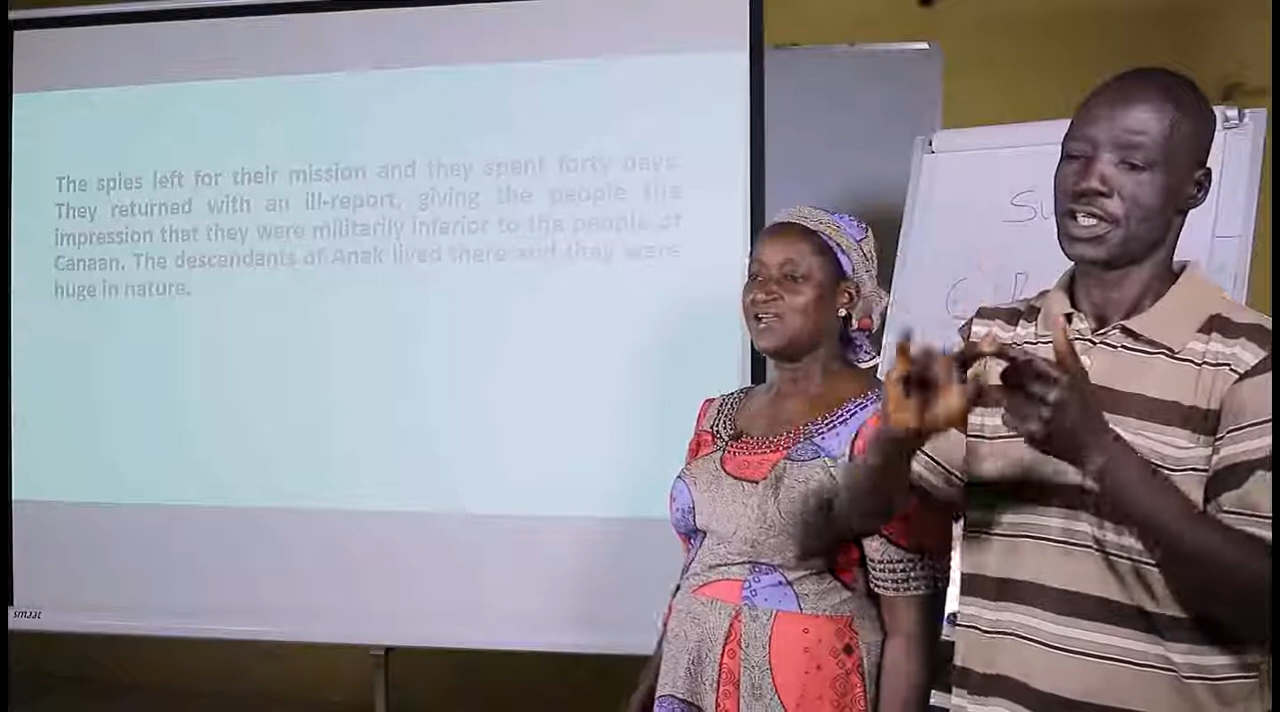 The spies left for their mission and they spent forty days.
They returned with an ill-report, giving the people the
impression that they were militarily inferior to the people of
Canaan. The descendants of Anak lived there and they were
huge in nature.
smaat